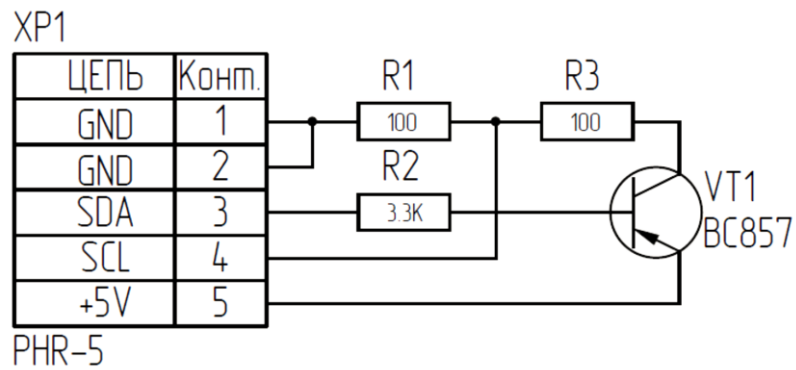 XP1
ЦЕПЬ Конт.
GND 1
GND 2
SDA 3
SCL 4
+5V 5
PHR-5
R1
100
R2
3.3K
R3
100
VT1
BC857